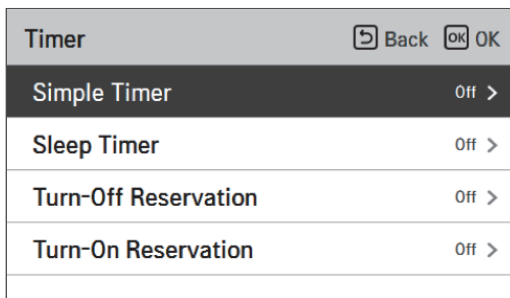 Timer Back OK OK
Simple Timer Off >
Sleep Timer Off >
Turn-Off Reservation Off >
Turn-On Reservation Off >